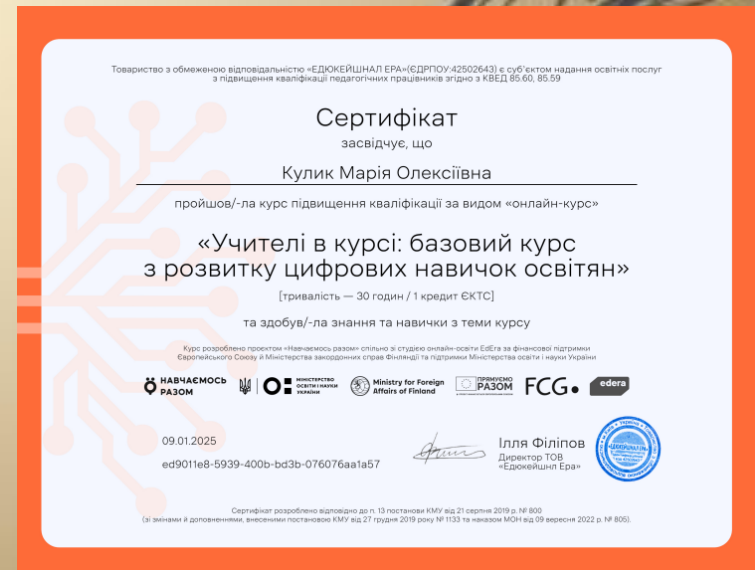 Товариство з обмеженою відповідальністю «ЕДЮКЕЙШНАЛ ЕРА»(ЄДРПОУ:42502643) є суб'єктом надання освітніх послуг
з підвищення кваліфікації педагогічних працівників згідно з КВЕД 85.60, 85.59
Сертифікат
засвідчує, що
Кулик Марія Олексіївна
пройшов/-ла курс підвищення кваліфікації за видом «онлайн-курс»
«Учителі в курсі: базовий курс
з розвитку цифрових навичок освітян»
[тривалість — 30 годин / 1 кредит ЄКТС]
та здобув/-ла знання та навички з теми курсу
Курс розроблено проєктом «Навчаємось разом» спільно зі студією онлайн-освіти EdEra за фінансової підтримки
Європейського Союзу й Міністерства закордонних справ Фінляндії та підтримки Міністерства освіти і науки України
НАВЧАЄМОСЬ
РАЗОМ
МІНІСТЕРСТВО
ОСВІТИ І НАУКИ
УКРАЇНИ
Ministry for Foreign
Affairs of Finland
ПРЯМУЄМО
РАЗОМ
FCG
edera
09.01.2025
ed9011e8-5939-400b-bd3b-076076aa1a57
Ілля Філіпов
Директор ТОВ
«Едюкейшнл Ера»
Сертифікат розроблено відповідно до п. 13 постанови КМУ від 21 серпня 2019 р. № 800
(зі змінами й доповненнями, внесеними постановою КМУ від 27 грудня 2019 року № 1133 та наказом МОН від 09 вересня 2022 р. № 805).